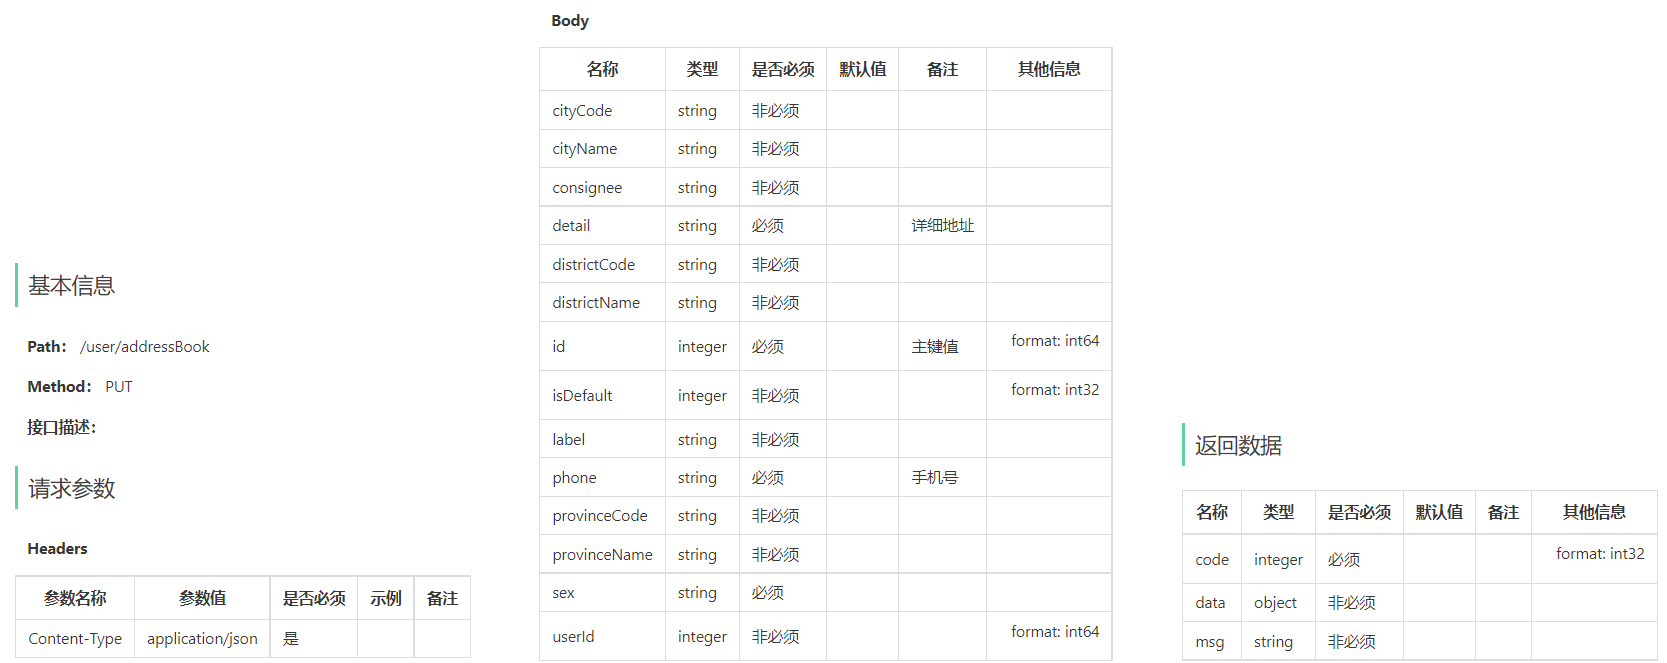 基本信息
Path： /user/addressBook
Method： PUT
接口描述：
请求参数
Headers
参数名称 参数值 是否必须 示例 备注
Content-Type application/json 是
Body
名称 类型 是否必须 默认值 备注 其他信息
cityCode string 非必须
cityName string 非必须
consignee string 非必须
detail string 必须 详细地址
districtCode string 非必须
districtName string 非必须
id integer 必须 主键值 format: int64
isDefault integer 非必须 format: int32
label string 非必须
phone string 必须 手机号
provinceCode string 非必须
provinceName string 非必须
sex string 必须
userId integer 非必须 format: int64
返回数据
名称 类型 是否必须 默认值 备注 其他信息
code integer 必须 format: int32
data object 非必须
msg string 非必须